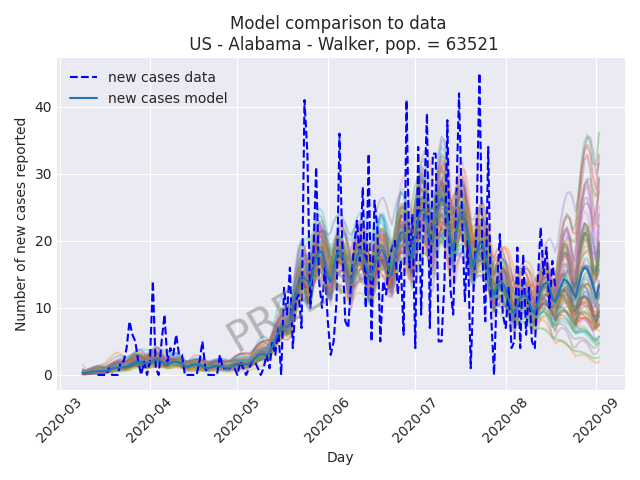 Model comparison to data
US - Alabama - Walker, pop. = 63521
new cases data
new cases model
Number of new cases reported
40
30
20
10
0
2020-03
2020-04
2020-05
2020-06
2020-07
2020-08
2020-09
Day